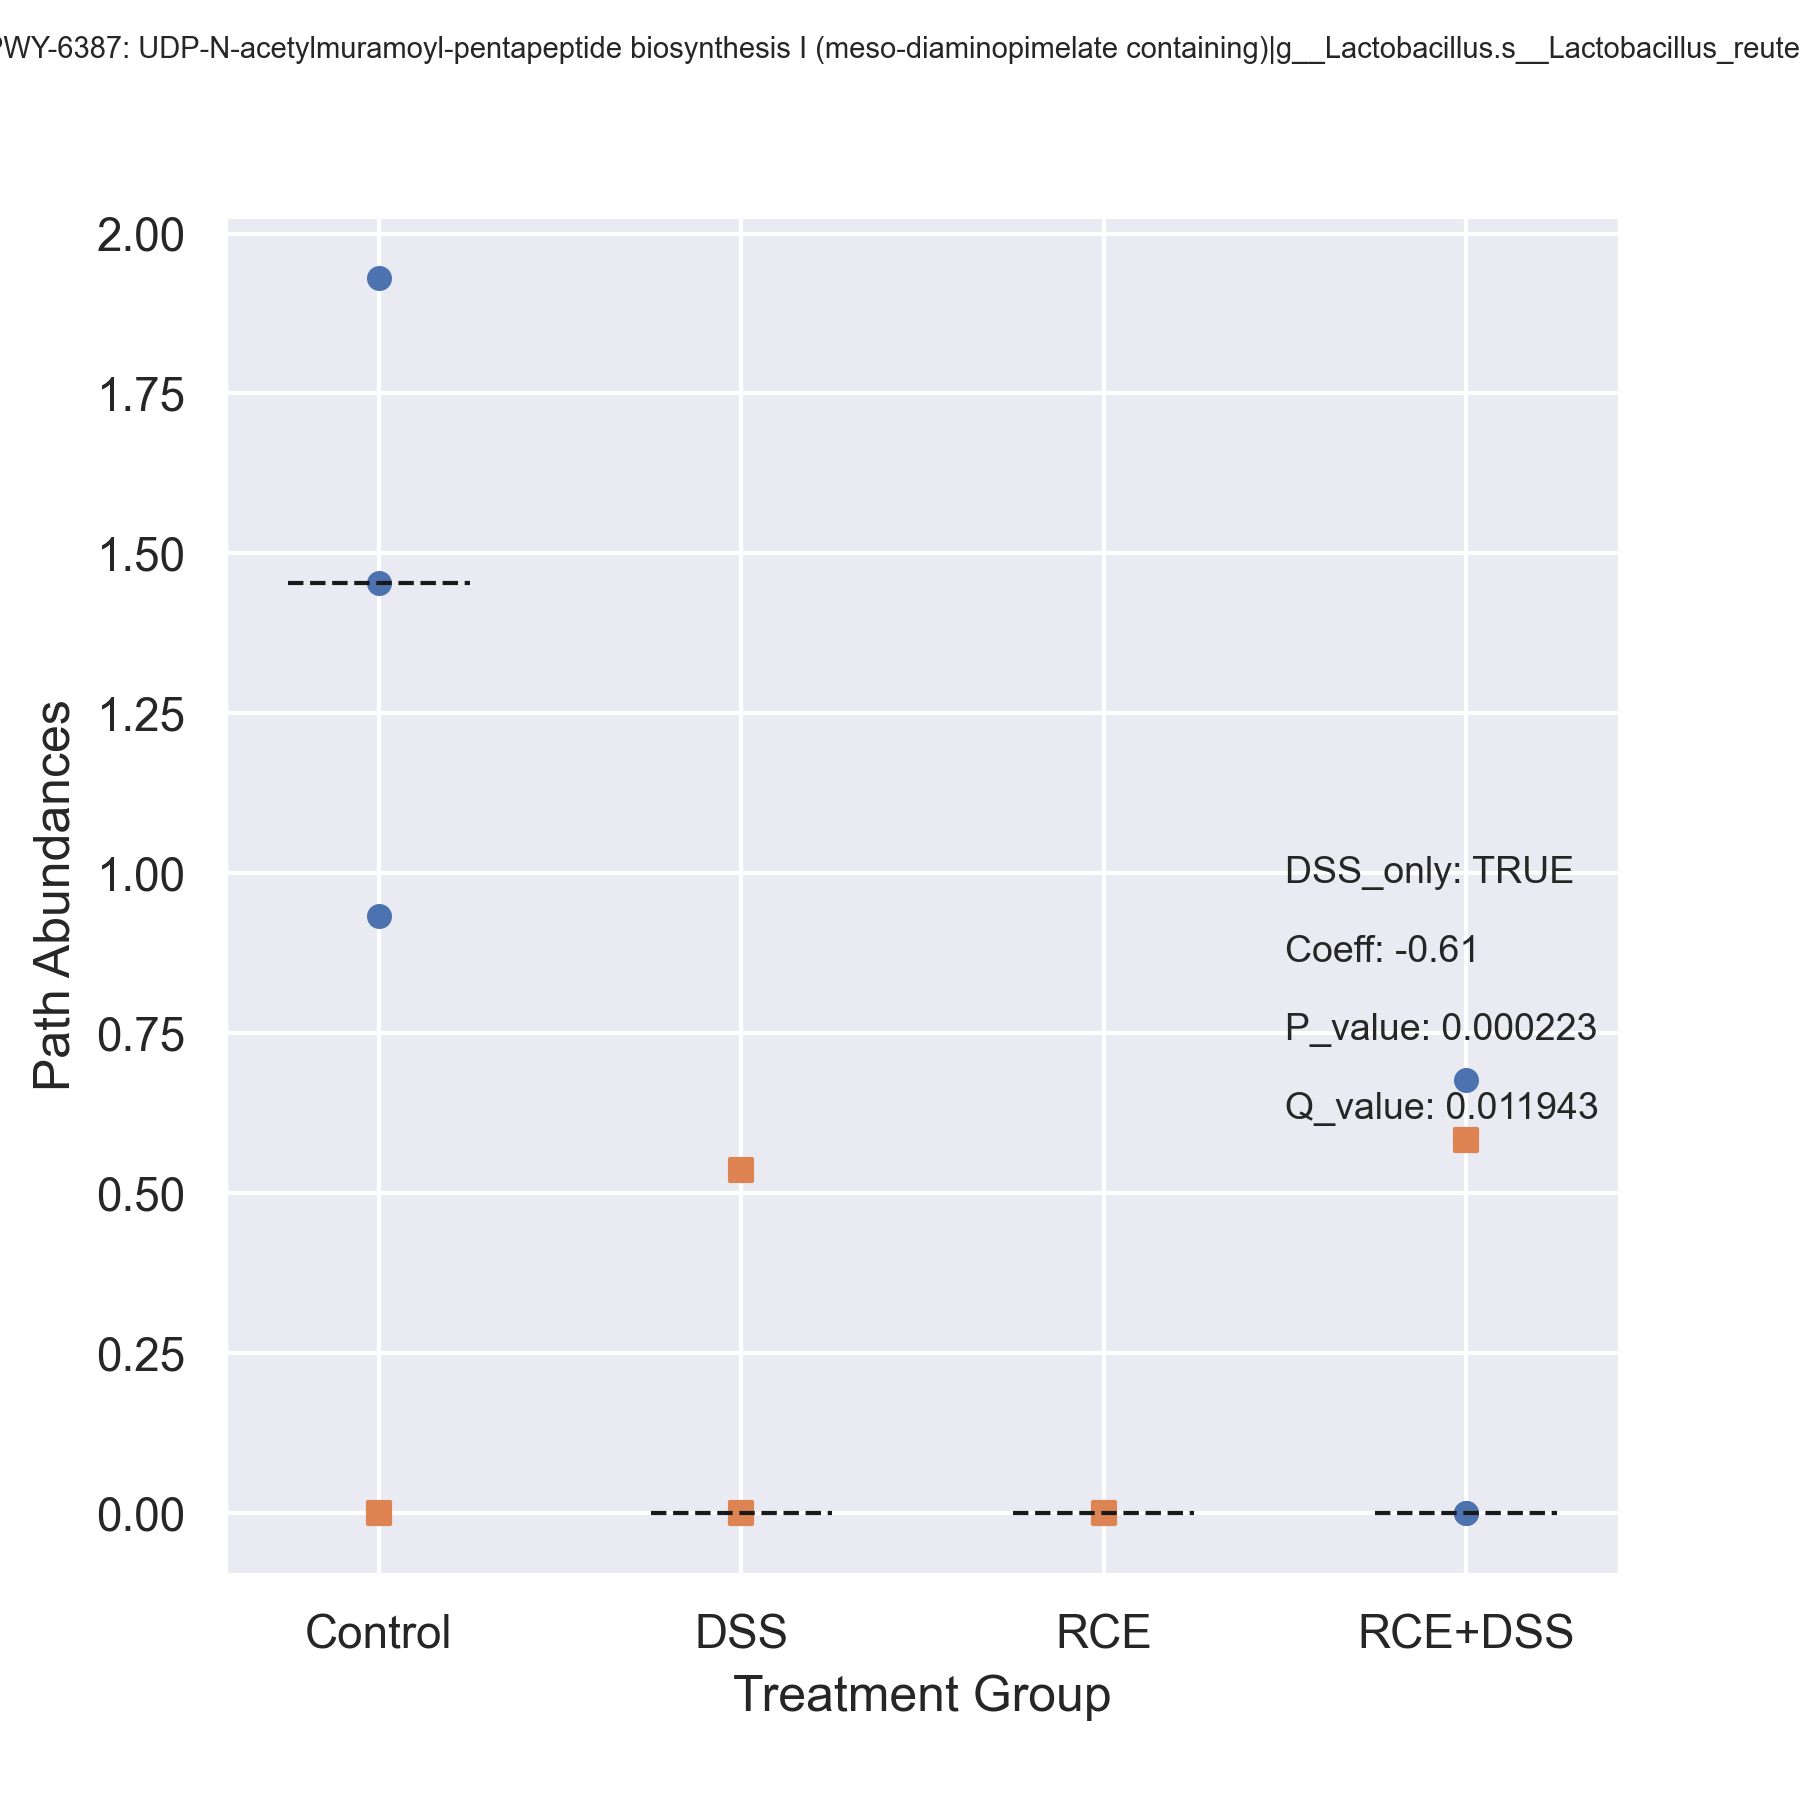 PWY-6387: UDP-N-acetylmuramoyl-pentapeptide biosynthesis I (meso-diaminopimelate containing)|g__Lactobacillus.s__Lactobacillus_reute
2.00
1.75
1.50
1.25
1.00
0.75
0.50
0.25
0.00
Path Abundances
DSS_only: TRUE
Coeff: -0.61
P_value: 0.000223
Q_value: 0.011943
Control DSS RCE RCE+DSS
Treatment Group